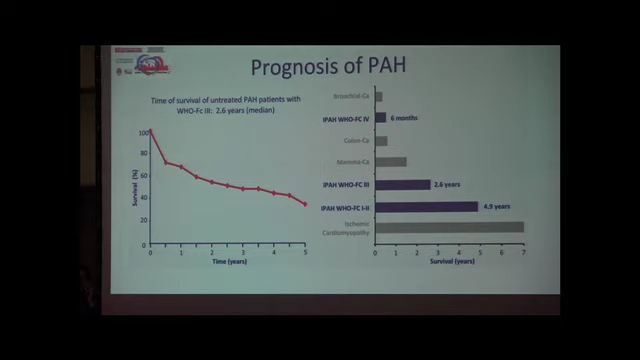 Prognosis of PAH
Time of survival of untreated PAH patients with
WHO-Fc III: 2.6 years (median)
100
80
60
40
20
0
Survival (%)
0
1
2
3
4
5
Time (years)
Bronchial-Ca
IPAH WHO-FC IV
6 months
Colon-Ca
Mamma-Ca
IPAH WHO-FC III
2.6 years
IPAH WHO-FC I-II
4.9 years
Ischemic
Cardiomyopathy
0
1
2
3
4
5
6
7
Survival (years)